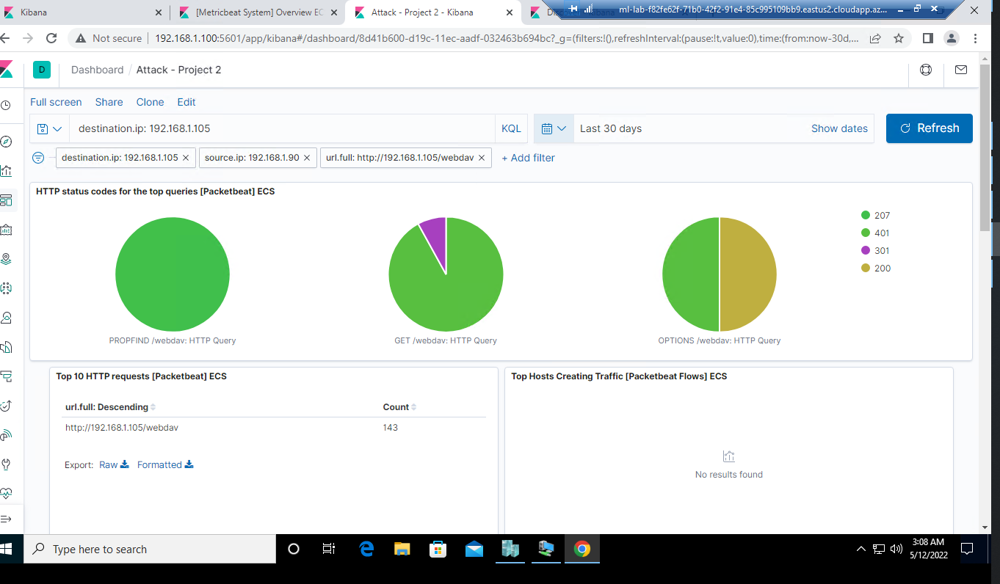 Kibana
[Metricbeat System] Overview EC
Attack - Project 2 - Kibana
ml-lab-f82fe62f-71b0-42f2-91e4-85c995109bb9.eastus2.cloudapp.az...
Not secure
192.168.1.100:5601/app/kibana#/dashboard/8d41b600-d19c-11ec-aadf-032463b694bc?_g=(filters:!(),refreshInterval:(pause:!t,value:0),time:(from:now-30d,...
D
Dashboard / Attack - Project 2
Full screen Share Clone Edit
destination.ip: 192.168.1.105
KQL
Last 30 days
Show dates
Refresh
destination.ip: 192.168.1.105 ×
source.ip: 192.168.1.90 ×
url.full: http://192.168.1.105/webdav ×
+ Add filter
HTTP status codes for the top queries [Packetbeat] ECS
207
401
301
200
PROPFIND /webdav: HTTP Query
GET /webdav: HTTP Query
OPTIONS /webdav: HTTP Query
Top 10 HTTP requests [Packetbeat] ECS
url.full: Descending Count
http://192.168.1.105/webdav 143
Export: Raw Formatted
Top Hosts Creating Traffic [Packetbeat Flows] ECS
No results found
Type here to search
3:08 AM
5/12/2022